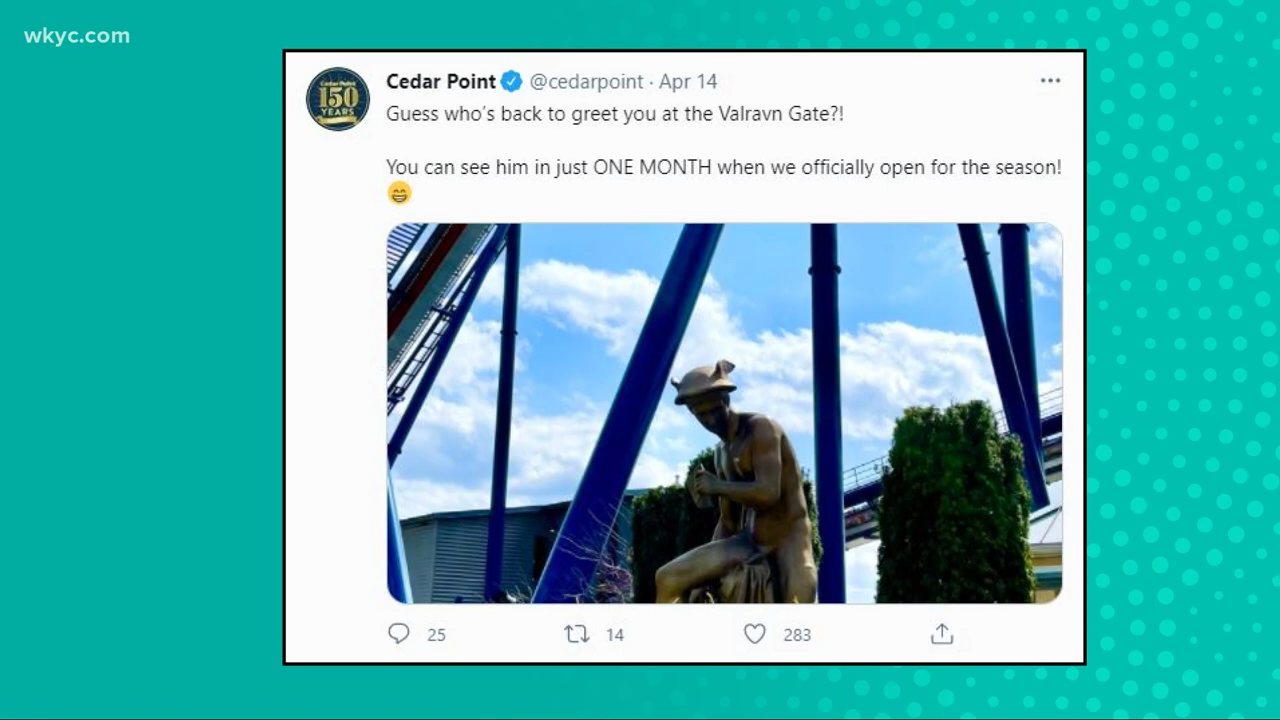 wkyc.com
Cedar Point @cedarpoint · Apr 14
Cedar Point
150
YEARS
Guess who's back to greet you at the Valravn Gate?!
You can see him in just ONE MONTH when we officially open for the season!
😁
25 14 283